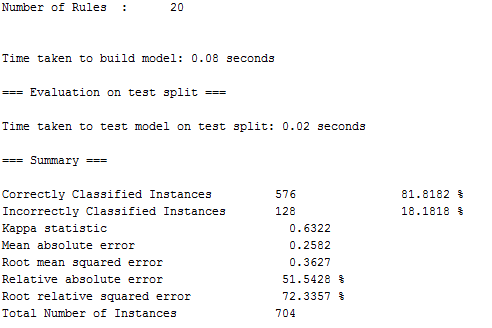 Number of Rules : 20
Time taken to build model: 0.08 seconds
=== Evaluation on test split ===
Time taken to test model on test split: 0.02 seconds
=== Summary ===
Correctly Classified Instances 576 81.8182 %
Incorrectly Classified Instances 128 18.1818 %
Kappa statistic 0.6322
Mean absolute error 0.2582
Root mean squared error 0.3627
Relative absolute error 51.5428 %
Root relative squared error 72.3357 %
Total Number of Instances 704